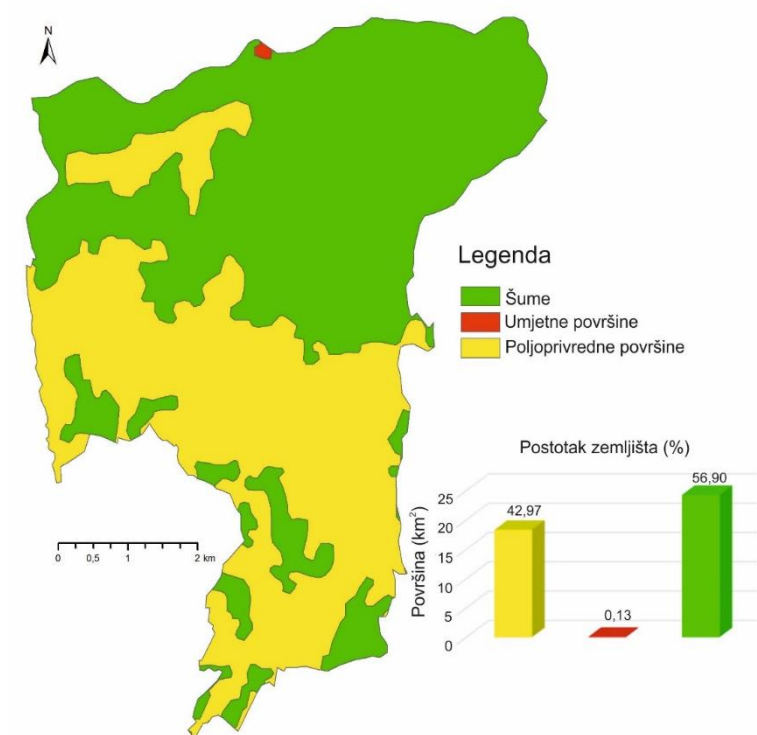 N
Legenda
Šume
Umjetne površine
Poljoprivredne površine
Postotak zemljišta (%)
Površina (km²)
25
20
15
10
5
0
42,97
0,13
56,90
0 0,5 1 2 km